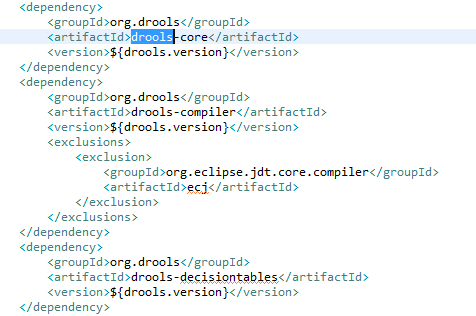 <dependency>
<groupId>org.drools</groupId>
<artifactId>drools-core</artifactId>
<version>${drools.version}</version>
</dependency>
<dependency>
<groupId>org.drools</groupId>
<artifactId>drools-compiler</artifactId>
<version>${drools.version}</version>
<exclusions>
<exclusion>
<groupId>org.eclipse.jdt.core.compiler</groupId>
<artifactId>ecj</artifactId>
</exclusion>
</exclusions>
</dependency>
<dependency>
<groupId>org.drools</groupId>
<artifactId>drools-decisiontables</artifactId>
<version>${drools.version}</version>
</dependency>